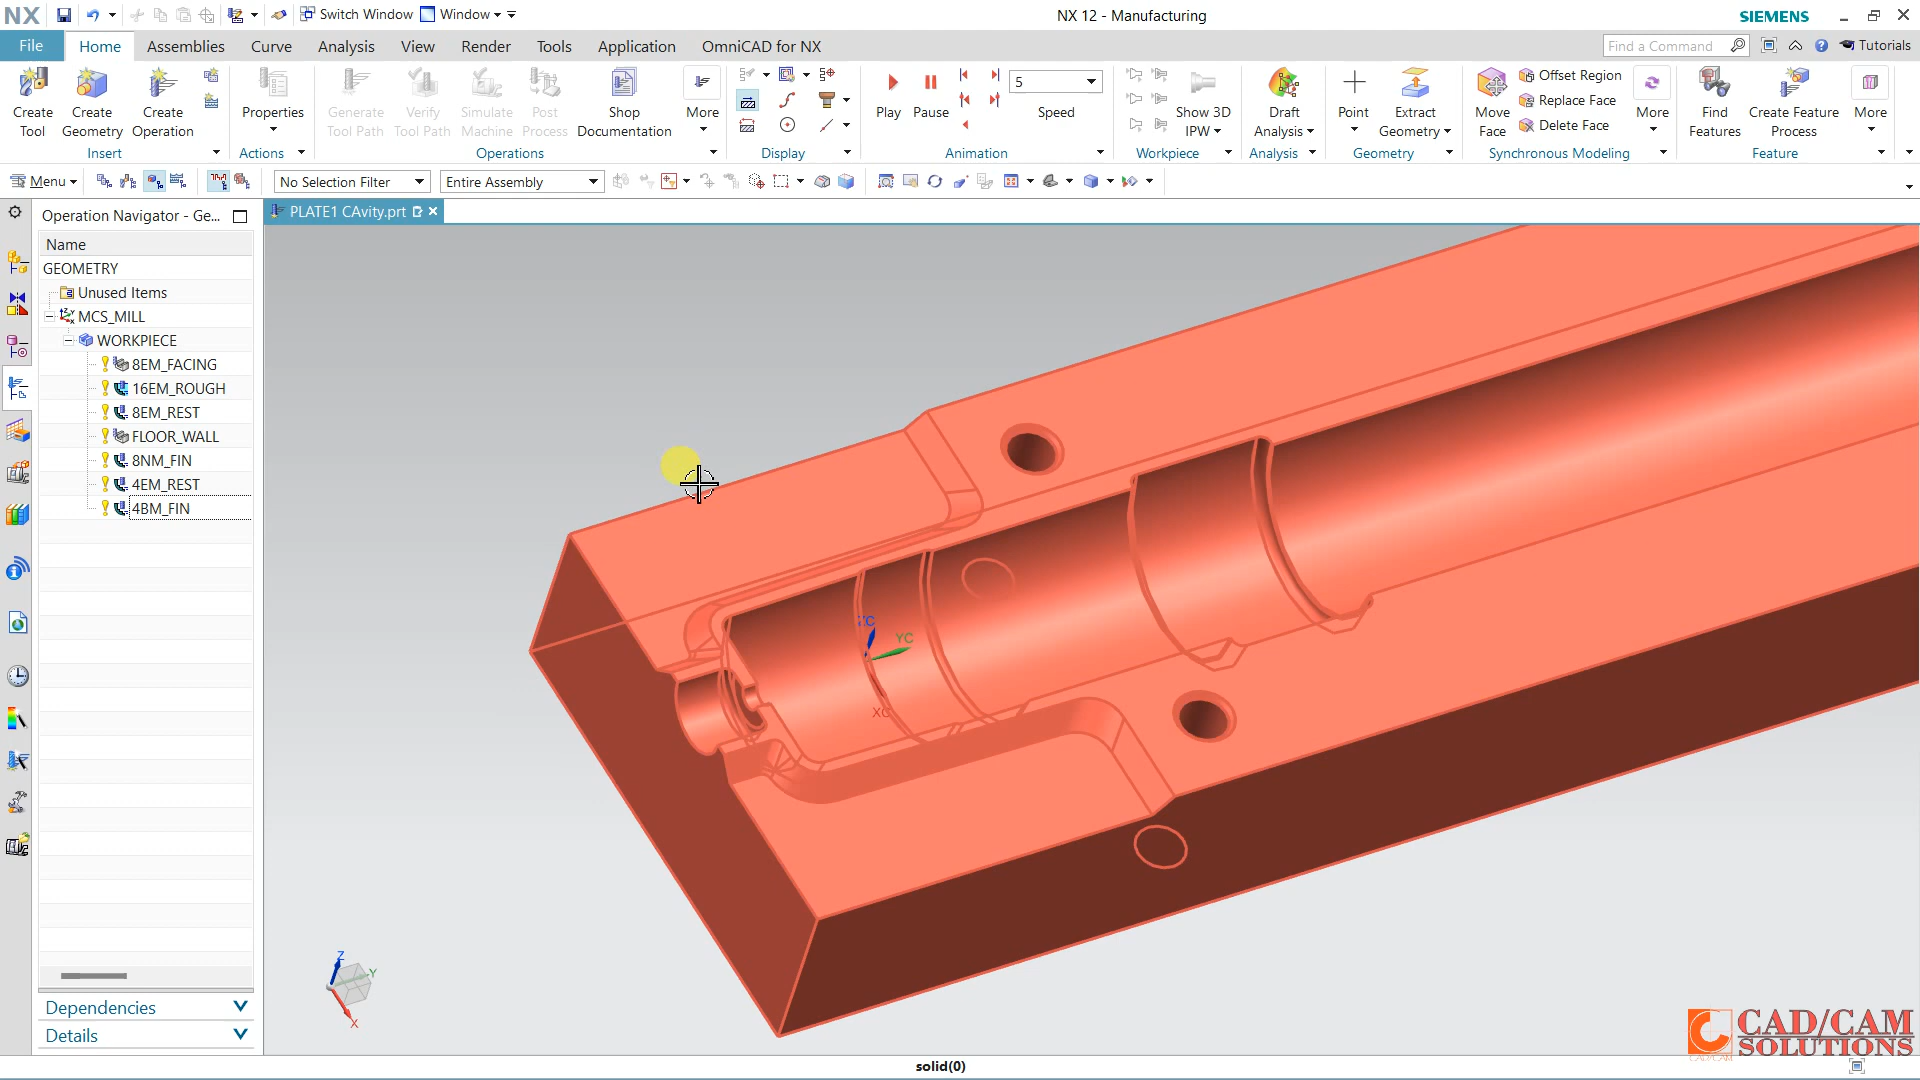 NX
Switch Window
Window
NX 12 - Manufacturing
SIEMENS
File
Home
Assemblies
Curve
Analysis
View
Render
Tools
Application
OmniCAD for NX
Find a Command
Tutorials
Create Tool
Create Geometry
Create Operation
Insert
Properties
Actions
Generate Tool Path
Verify Tool Path
Simulate Machine
Post Process
Shop Documentation
More
Operations
Display
Play
Pause
5
Speed
Animation
Show 3D IPW
Workpiece
Draft Analysis
Analysis
Point
Extract Geometry
Geometry
Move Face
Offset Region
Replace Face
Delete Face
More
Synchronous Modeling
Find Features
Create Feature Process
More
Feature
Menu
No Selection Filter
Entire Assembly
Operation Navigator - Ge...
PLATE1 CAvity.prt
Name
GEOMETRY
Unused Items
MCS_MILL
WORKPIECE
8EM_FACING
16EM_ROUGH
8EM_REST
FLOOR_WALL
8NM_FIN
4EM_REST
4BM_FIN
Dependencies
Details
ZC
YC
XC
Z
Y
X
CAD/CAM
SOLUTIONS
solid(0)